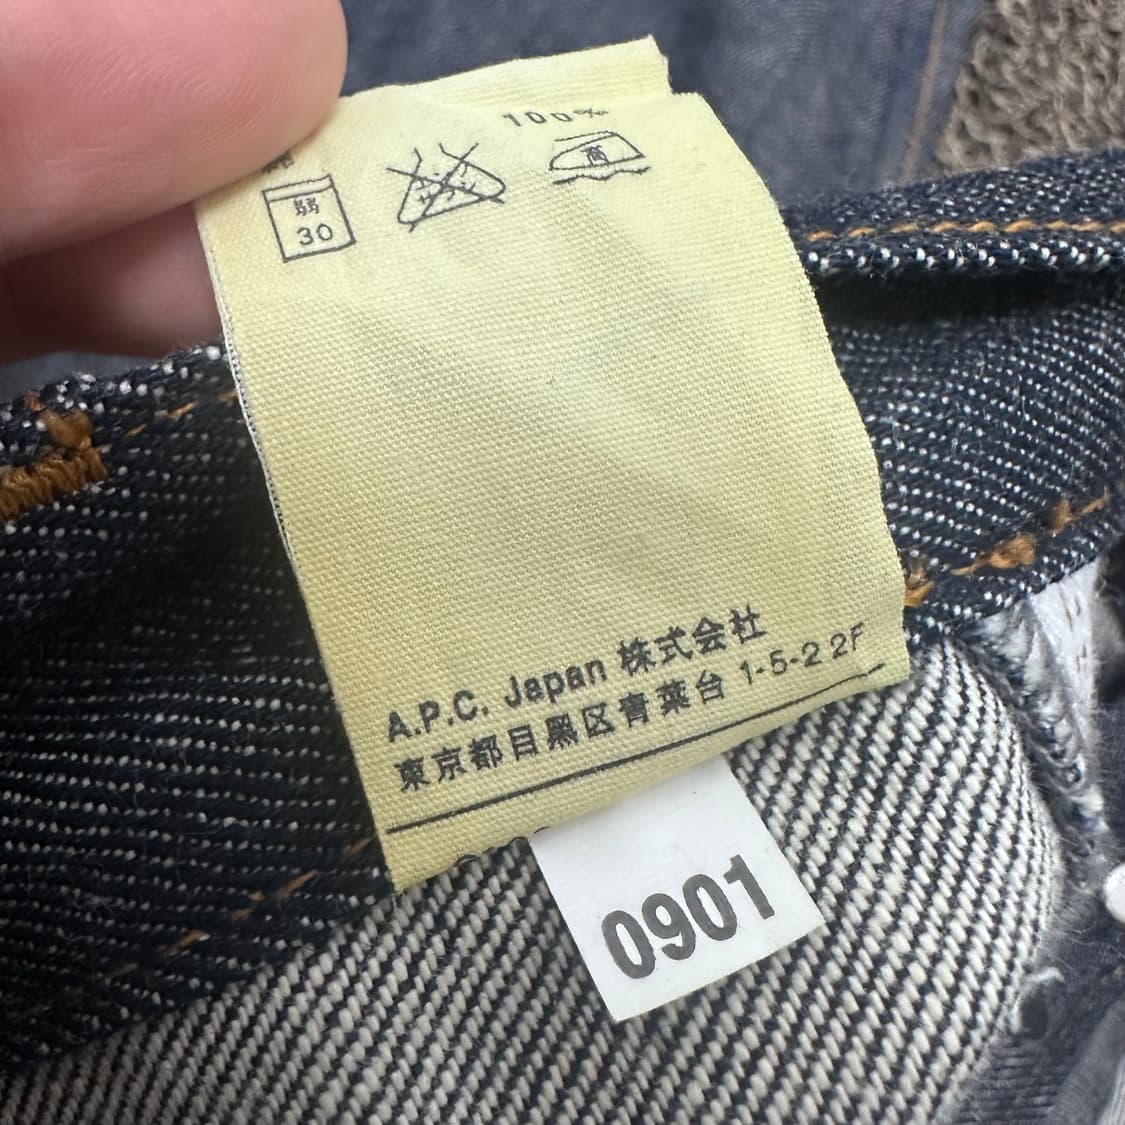 100%
弱
30
高
A.P.C. Japan 株式会社
東京都目黒区青葉台 1-5-2 2F
0901